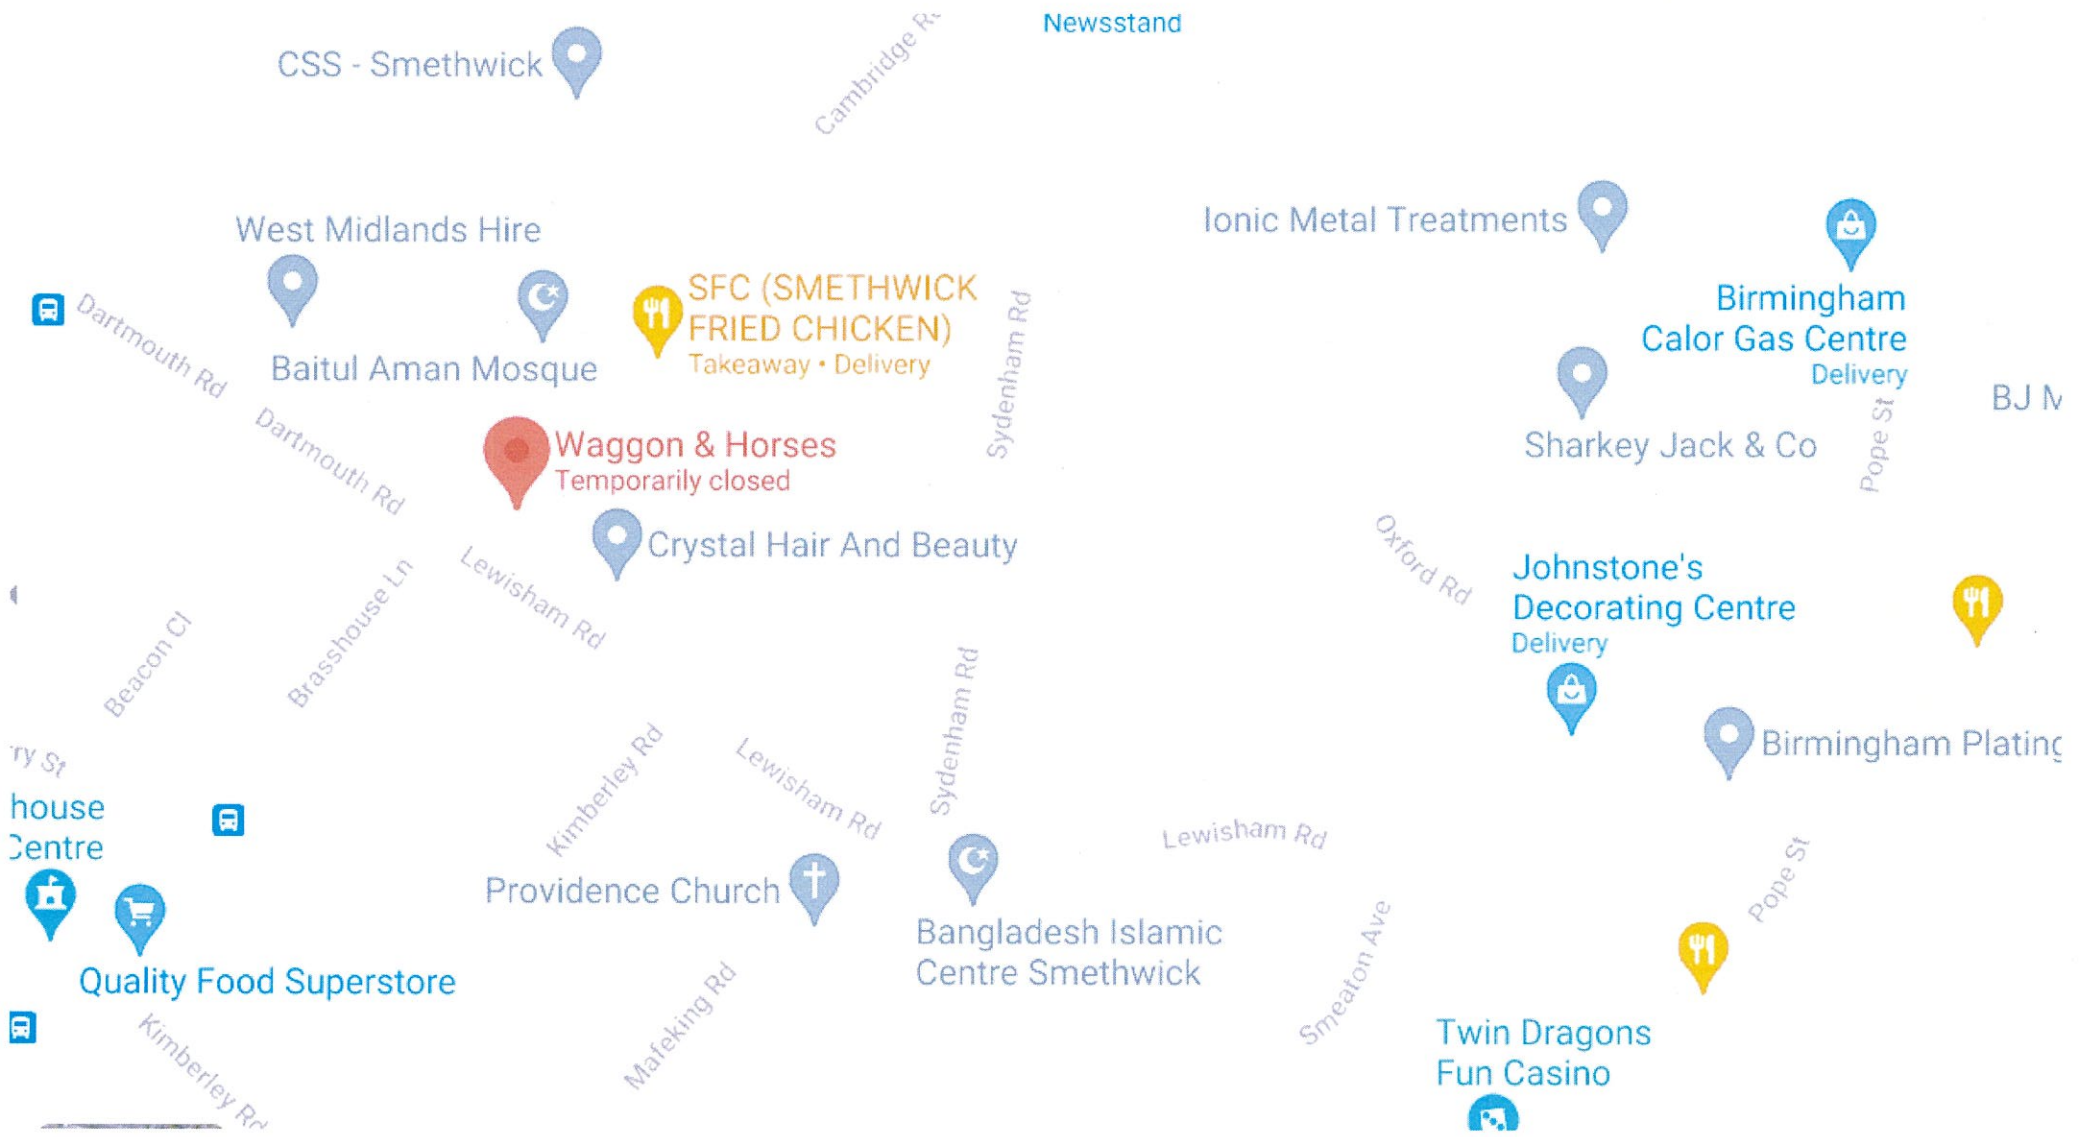 Newsstand
CSS - Smethwick
Cambridge
West Midlands Hire
Ionic Metal Treatments
Dartmouth Rd
Baitul Aman Mosque
SFC (SMETHWICK
FRIED CHICKEN)
Takeaway • Delivery
Sydenham Rd
Birmingham
Calor Gas Centre
Delivery
BJ
Dartmouth Rd
Waggon & Horses
Temporarily closed
Sharkey Jack & Co
Pope St
Crystal Hair And Beauty
Oxford Rd
Lewisham Rd
Brasshouse Ln
Beacon Cl
Johnstone's
Decorating Centre
Delivery
Sydenham Rd
Kimberley Rd
Lewisham Rd
Birmingham
St
house
Centre
Lewisham Rd
Pope St
Providence Church
Bangladesh Islamic
Centre Smethwick
Smeaton Ave
Quality Food Superstore
Mafeking Rd
Kimberley Rd
Twin Dragons
Fun Casino